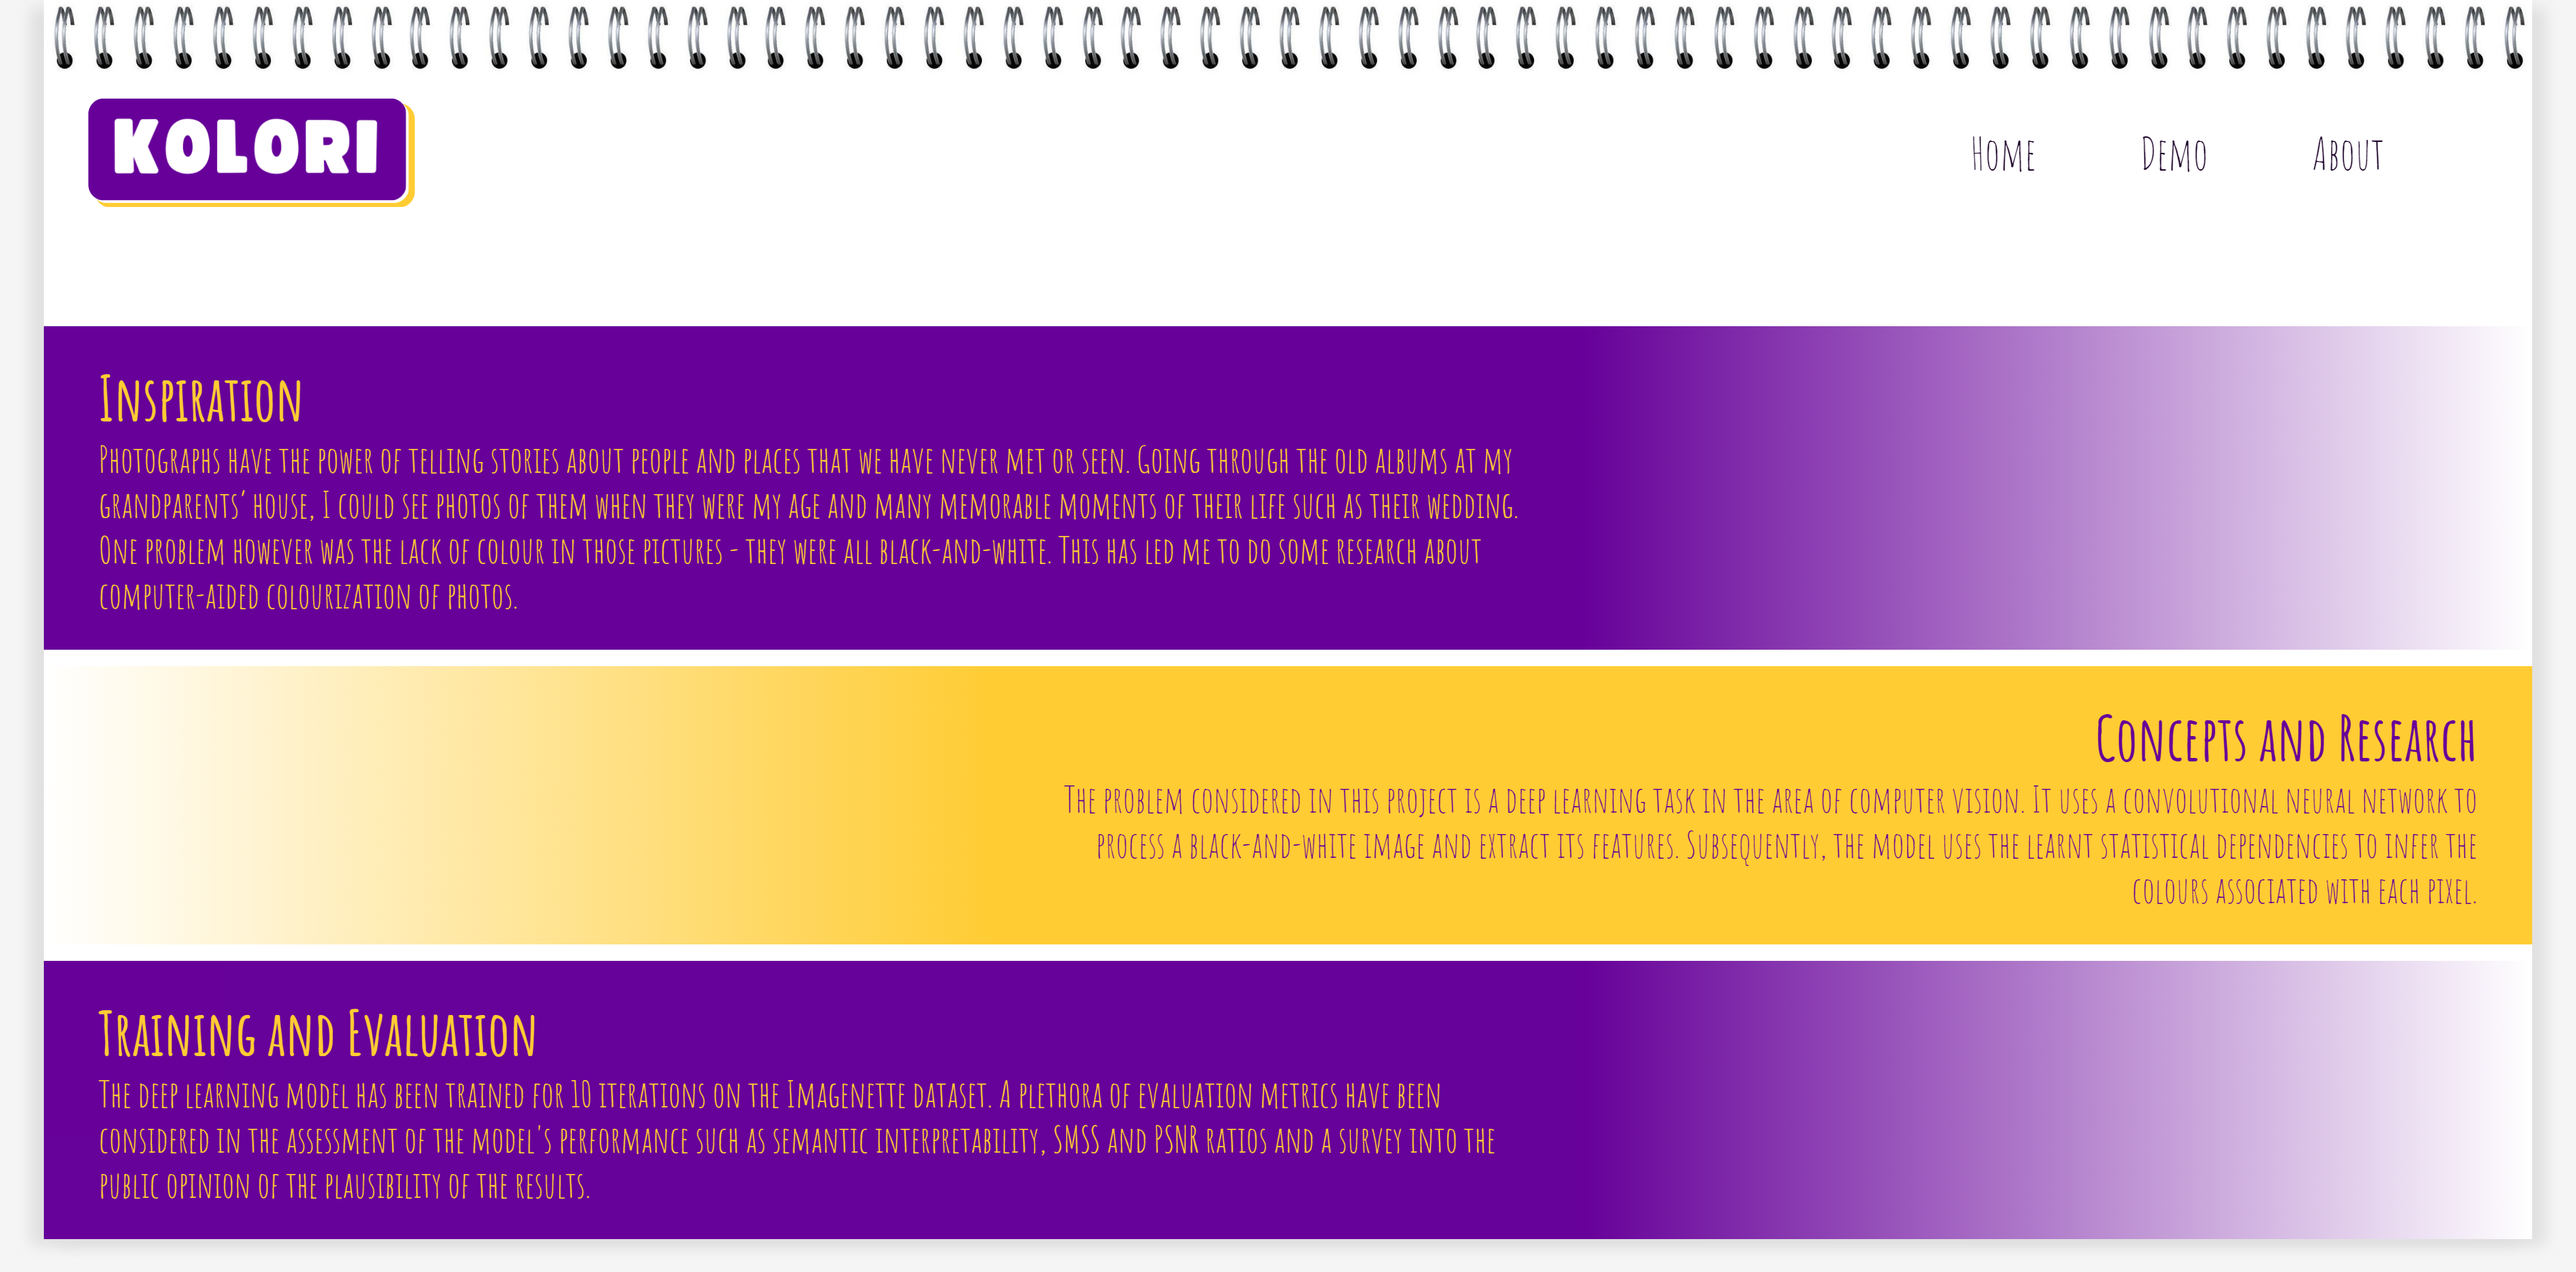 KOLORI
Home Demo About
Inspiration
Photographs have the power of telling stories about people and places that we have never met or seen. Going through the old albums at my
grandparents’ house, I could see photos of them when they were my age and many memorable moments of their life such as their wedding.
One problem however was the lack of colour in those pictures - they were all black-and-white. This has led me to do some research about
computer-aided colourization of photos.
Concepts and Research
The problem considered in this project is a deep learning task in the area of computer vision. It uses a convolutional neural network to
process a black-and-white image and extract its features. Subsequently, the model uses the learnt statistical dependencies to infer the
colours associated with each pixel.
Training and Evaluation
The deep learning model has been trained for 10 iterations on the Imagenette dataset. A plethora of evaluation metrics have been
considered in the assessment of the model's performance such as semantic interpretability, SMSS and PSNR ratios and a survey into the
public opinion of the plausibility of the results.